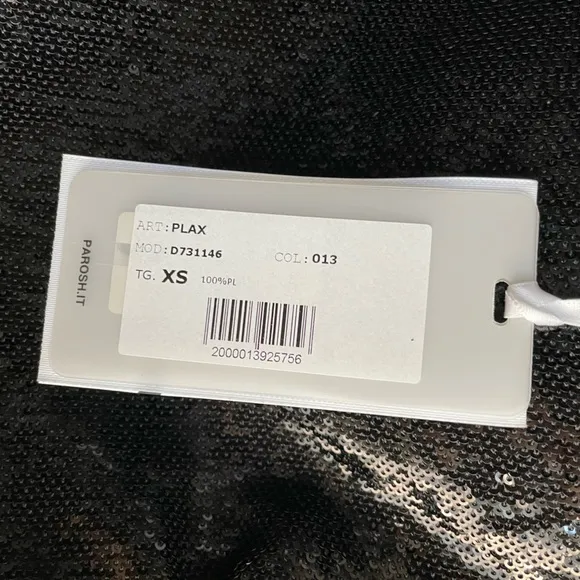 PAROSH.IT
ART:PLAX
MOD:D731146 COL:013
TG. XS 100%PL
2000013925756